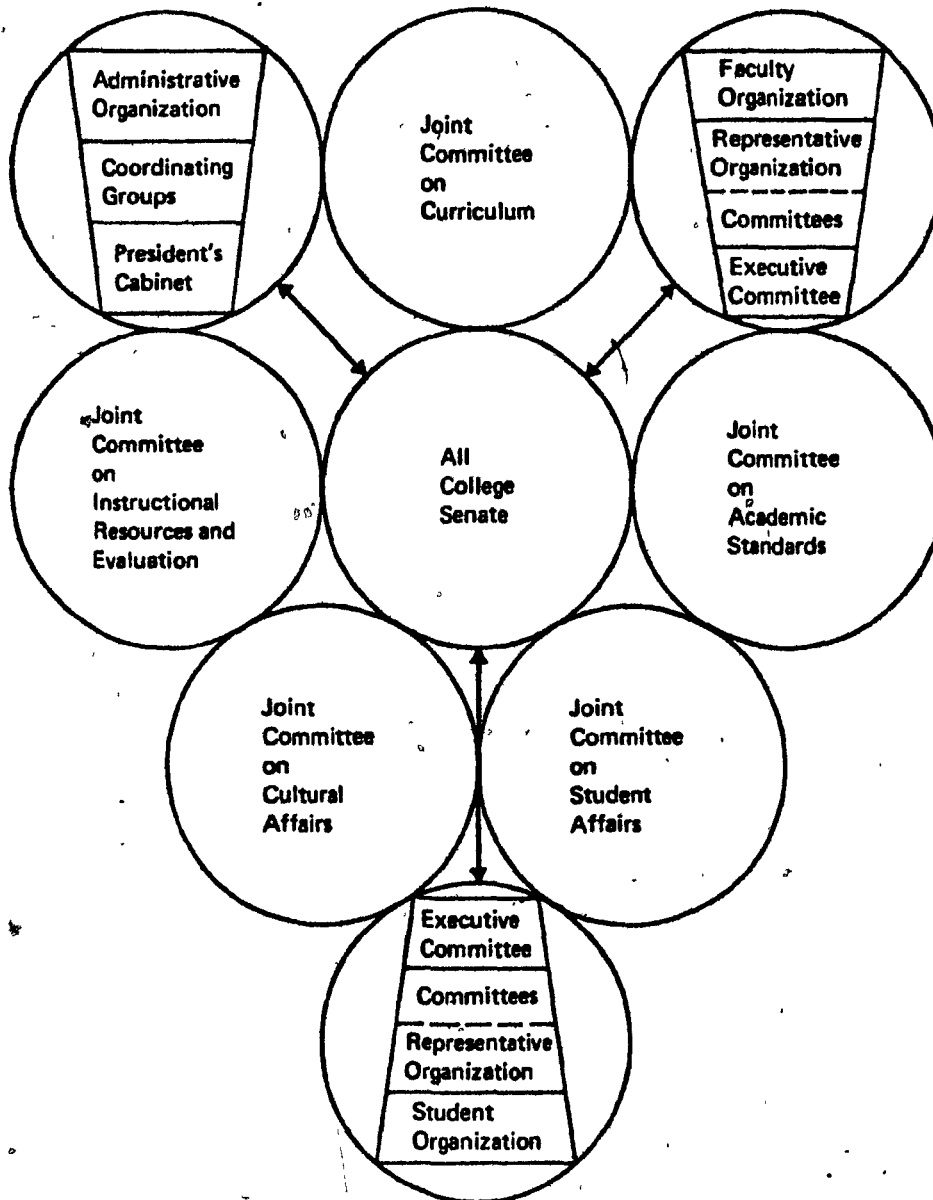 Administrative
Organization
Coordinating
Groups
President's
Cabinet
Joint
Committee
on
Curriculum
Faculty
Organization
Representative
Organization
Committees
Executive
Committee
Joint
Committee
on
Instructional
Resources and
Evaluation
All
College
Senate
Joint
Committee
on
Academic
Standards
Joint
Committee
on
Cultural
Affairs
Joint
Committee
on
Student
Affairs
Executive
Committee
Committees
Representative
Organization
Student
Organization